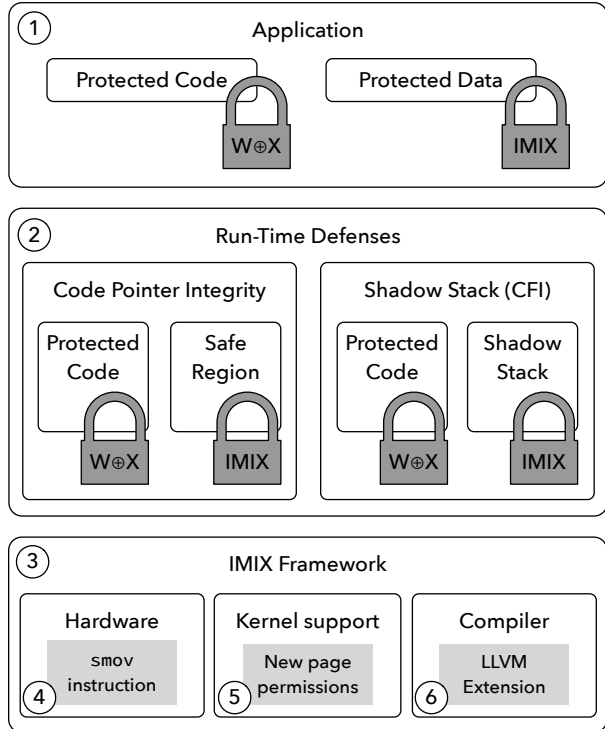 1
Application
Protected Code
Protected Data
W⊕X
IMIX
2
Run-Time Defenses
Code Pointer Integrity
Shadow Stack (CFI)
Protected
Code
Safe
Region
Protected
Code
Shadow
Stack
W⊕X
IMIX
W⊕X
IMIX
3
IMIX Framework
Hardware
smov
instruction
4
Kernel support
New page
permissions
5
Compiler
LLVM
Extension
6